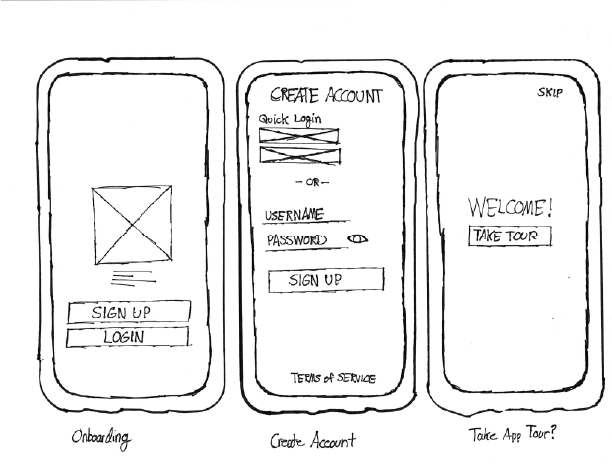 SIGN UP
LOGIN
Onboarding
CREATE ACCOUNT
Quick Login
- OR -
USERNAME
PASSWORD
SIGN UP
TERMS OF SERVICE
Create Account
SKIP
WELCOME!
TAKE TOUR
Take App Tour?